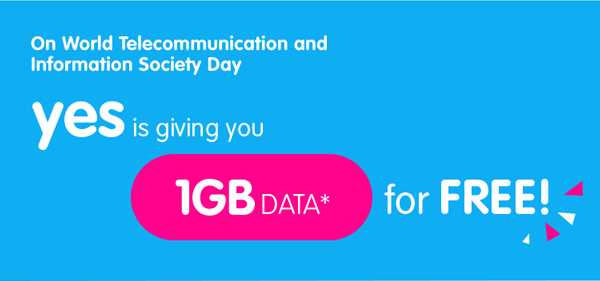 On World Telecommunication and
Information Society Day
yes is giving you
1GB DATA* for FREE!